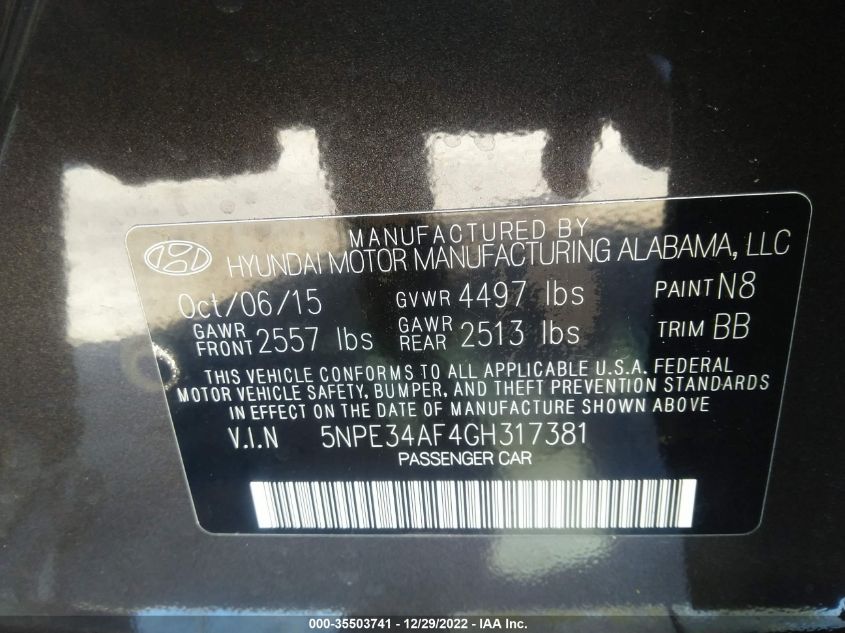 MANUFACTURED BY
HYUNDAI MOTOR MANUFACTURING ALABAMA, LLC
Oct/06/15 GVWR 4497 lbs PAINT N8
GAWR FRONT 2557 lbs GAWR REAR 2513 lbs TRIM BB
THIS VEHICLE CONFORMS TO ALL APPLICABLE U.S.A. FEDERAL
MOTOR VEHICLE SAFETY, BUMPER, AND THEFT PREVENTION STANDARDS
IN EFFECT ON THE DATE OF MANUFACTURE SHOWN ABOVE
V.I.N 5NPE34AF4GH317381
PASSENGER CAR
000-35503741 - 12/29/2022 - IAA Inc.